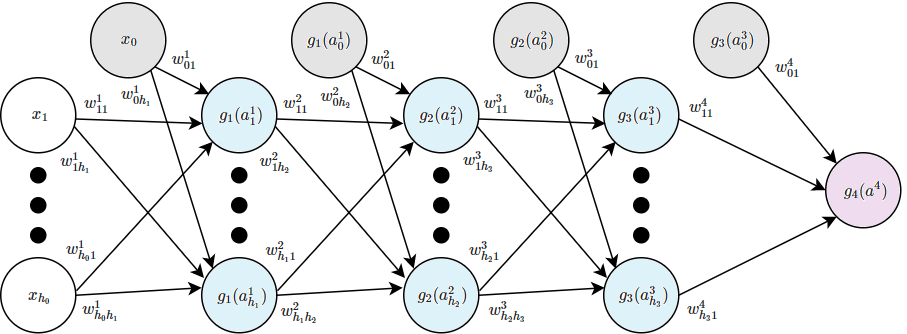 x_0
g_1(a_0^1)
g_2(a_0^2)
g_3(a_0^3)
w_{01}^1
w_{01}^2
w_{01}^3
w_{01}^4
w_{0h_1}^1
w_{0h_2}^2
w_{0h_3}^3
x_1
w_{11}^1
g_1(a_1^1)
w_{11}^2
g_2(a_1^2)
w_{11}^3
g_3(a_1^3)
w_{11}^4
w_{1h_1}^1
w_{1h_2}^2
w_{1h_3}^3
g_4(a^4)
w_{h_01}^1
w_{h_11}^2
w_{h_21}^3
x_{h_0}
w_{h_0h_1}^1
g_1(a_{h_1}^1)
w_{h_1h_2}^2
g_2(a_{h_2}^2)
w_{h_2h_3}^3
g_3(a_{h_3}^3)
w_{h_31}^4